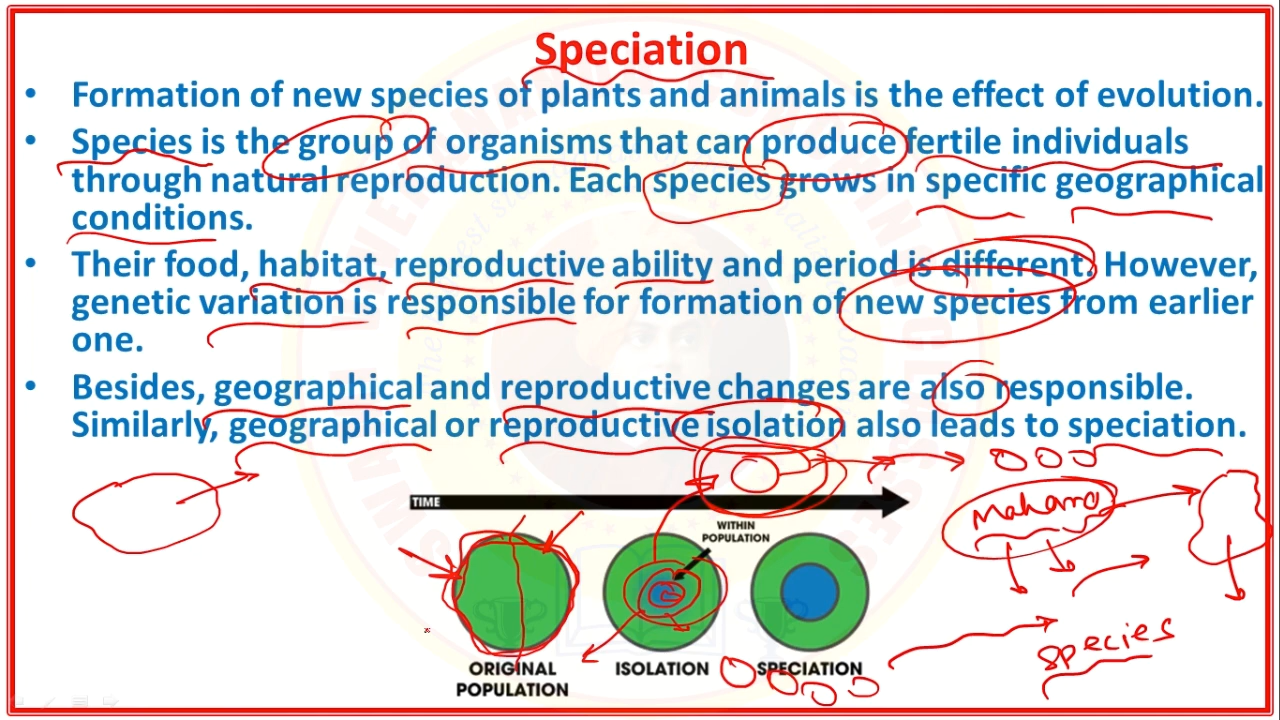 Speciation
• Formation of new species of plants and animals is the effect of evolution.
• Species is the group of organisms that can produce fertile individuals
through natural reproduction. Each species grows in specific geographical
conditions.
• Their food, habitat, reproductive ability and period is different. However,
genetic variation is responsible for formation of new species from earlier
one.
• Besides, geographical and reproductive changes are also responsible.
Similarly, geographical or reproductive isolation also leads to speciation.
TIME
WITHIN
POPULATION
ORIGINAL
POPULATION
ISOLATION
SPECIATION
species